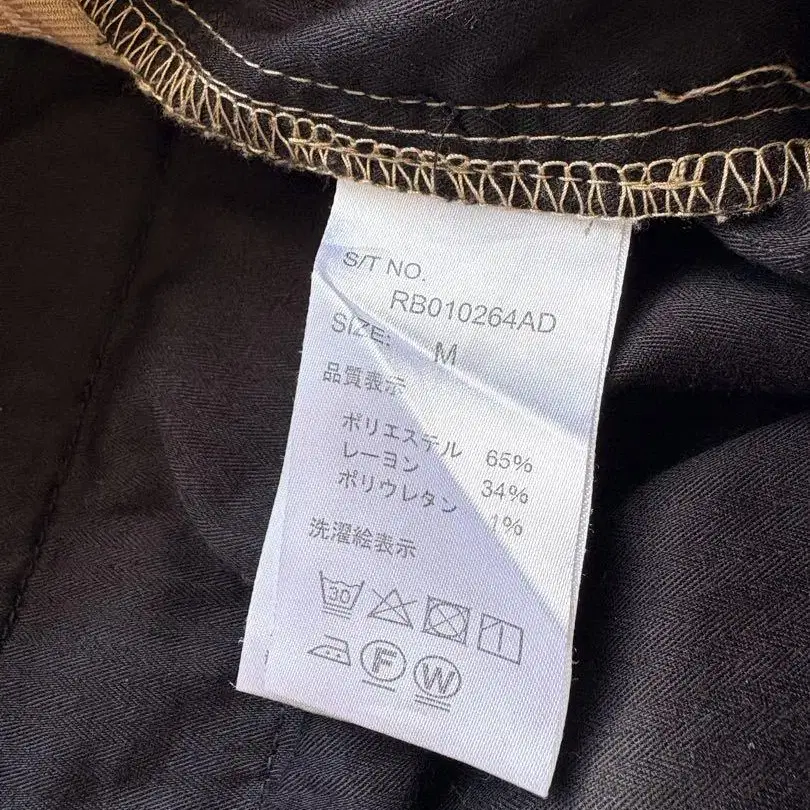 S/T NO.
RB010264AD
SIZE: M
品質表示
ポリエステル 65%
レーヨン 34%
ポリウレタン 1%
洗濯絵表示
30
F W